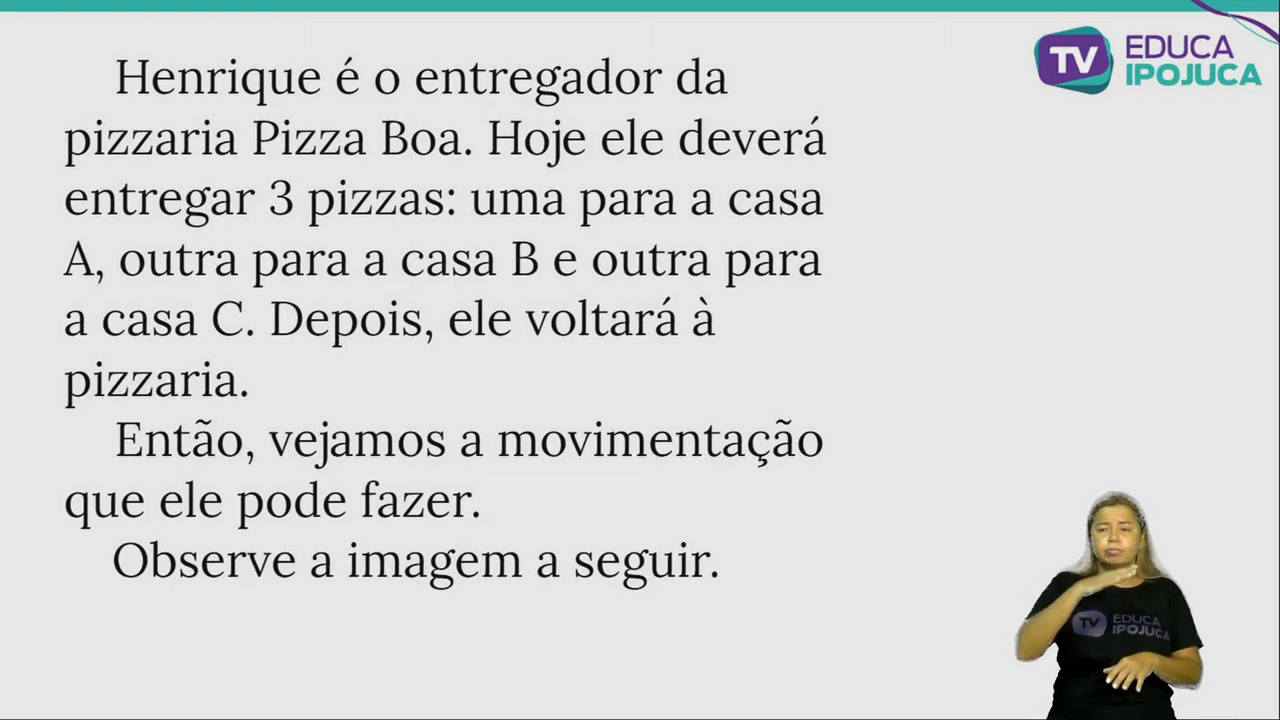 Henrique é o entregador da
pizzaria Pizza Boa. Hoje ele deverá
entregar 3 pizzas: uma para a casa
A, outra para a casa B e outra para
a casa C. Depois, ele voltará à
pizzaria.
Então, vejamos a movimentação
que ele pode fazer.
Observe a imagem a seguir.
TV EDUCA
IPOJUCA
TV EDUCA
IPOJUCA